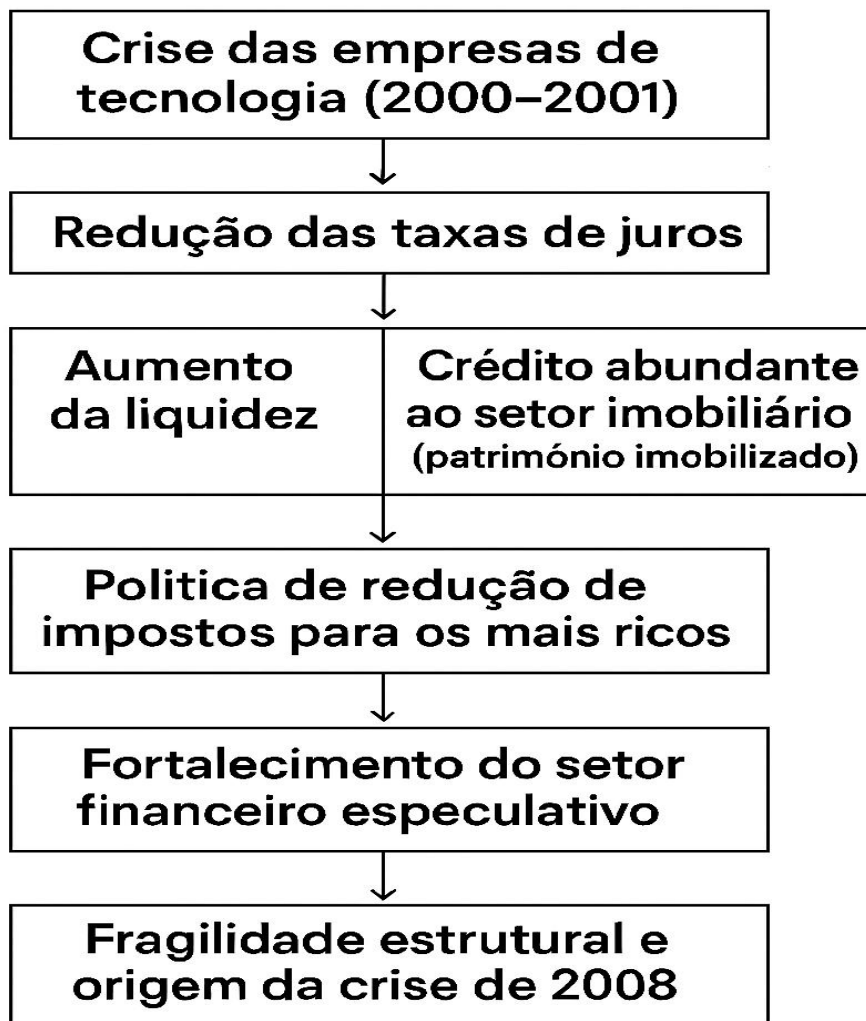 Crise das empresas de
tecnologia (2000–2001)
Redução das taxas de juros
Aumento
da liquidez
Crédito abundante
ao setor imobiliário
(património imobilizado)
Politica de redução de
impostos para os mais ricos
Fortalecimento do setor
financeiro especulativo
Fragilidade estrutural e
origem da crise de 2008